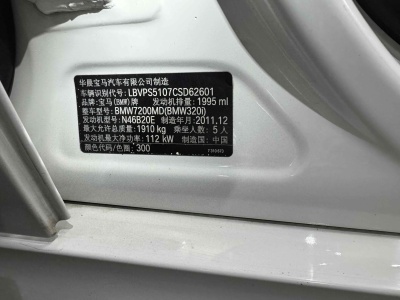 华晨宝马汽车有限公司制造
车辆识别代号: LBVPS5107CSD62601
品牌: 宝马(BMW)牌 发动机排量: 1995 ml
整车型号: BMW7200MD(BMW320i)
发动机型号: N46B20E 制造年月: 2011.12
最大允许总质量: 1910 kg 乘坐人数: 5 人
发动机最大净功率: 112 kW 制造国: 中国
颜色代码/色圈: 300